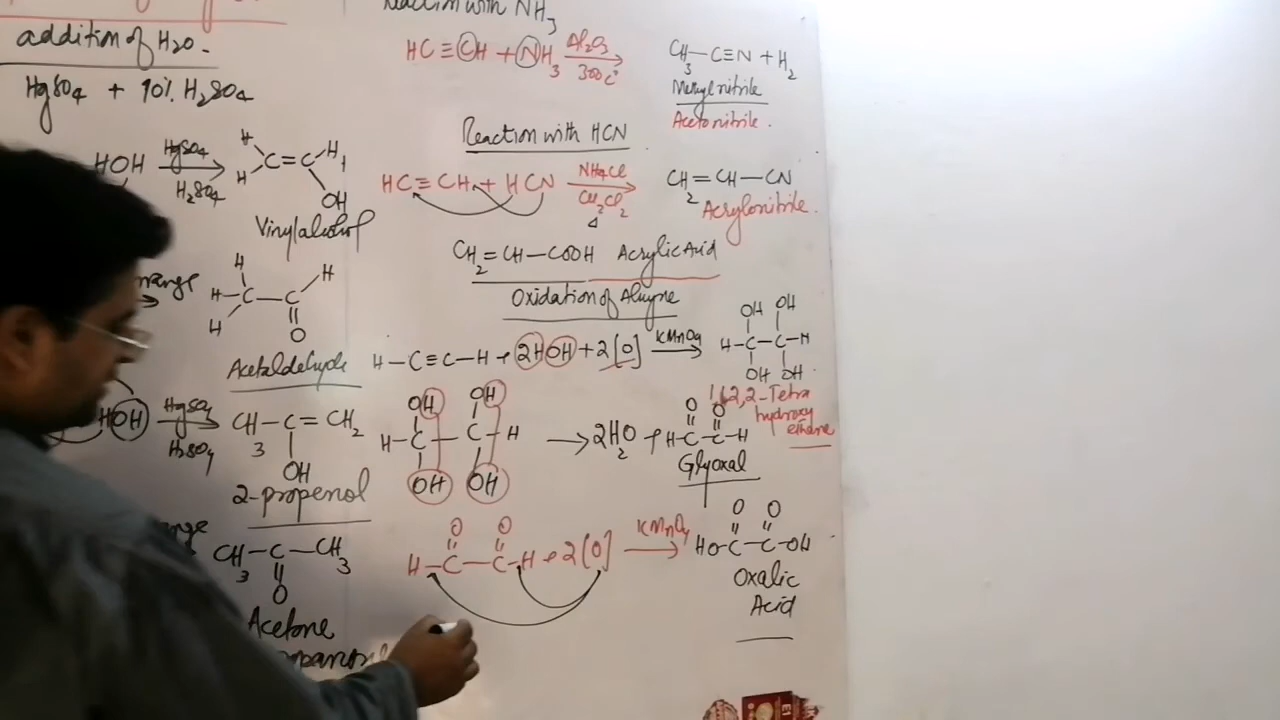 addition of H2O.
HgSO4 + 10% H2SO4
HOH HgSO4 H2SO4
H H C=C H OH
Vinylalcohol
H H-C-C H H O
Acetaldehyde
HOH HgSO4 H2SO4 CH3-C=CH2
OH
2-propenol
CH3-C-CH3
O
Acetone
Reaction with NH3
HC≡CH + NH3 Al2O3 300C° CH3-C≡N + H2
Methylnitrile
Acetonitrile.
Reaction with HCN
HC≡CH + HCN NH4Cl Cu2Cl2 Δ CH2=CH-CN
Acrylonitrile.
CH2=CH-COOH Acrylic Acid
Oxidation of Alkyne
H-C≡C-H + 2HOH + 2[O] KMnO4 → H-C-C-H
OH OH
OH OH
1,1,2,2-Tetra
hydroxy
ethane
OH OH
H-C-C-H → 2H2O + H-C-C-H
OH OH
O O
Glyoxal
O O
H-C-C-H + 2[O] KMnO4 → HO-C-C-OH
O O
Oxalic
Acid